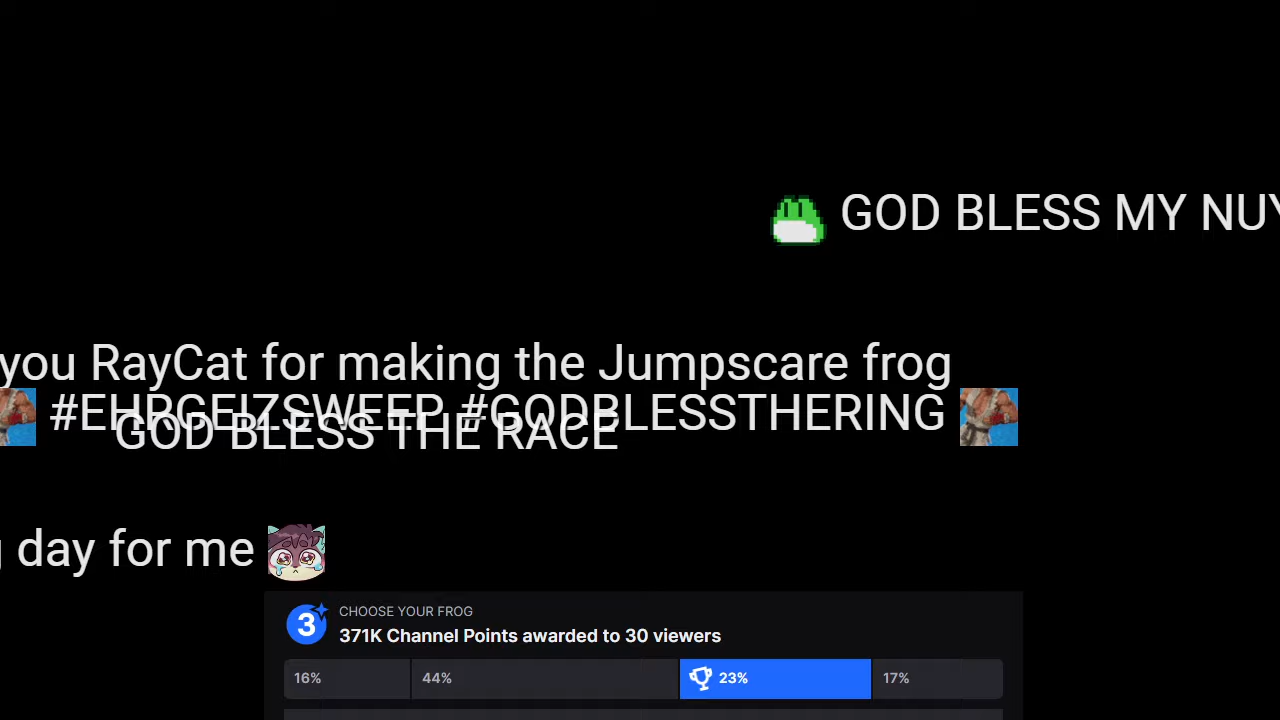 GOD BLESS MY NUY
you RayCat for making the Jumpscare frog
#EHRGEIZSWEEP #GODBLESSTHERING
GOD BLESS THE RACE
day for me
3
CHOOSE YOUR FROG
371K Channel Points awarded to 30 viewers
16% 44% 23% 17%